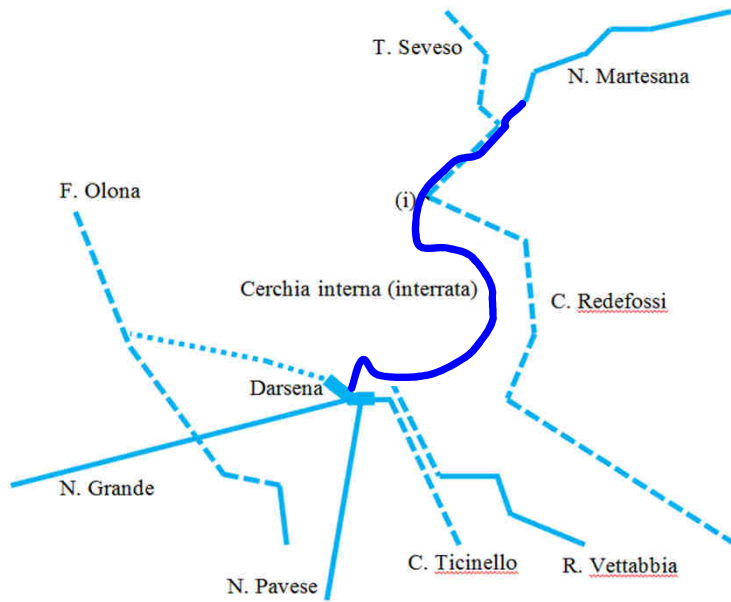 T. Seveso
N. Martesana
F. Olona
(i)
Cerchia interna (interrata)
C. Redefossi
Darsena
N. Grande
C. Ticinello
R. Vettabbia
N. Pavese